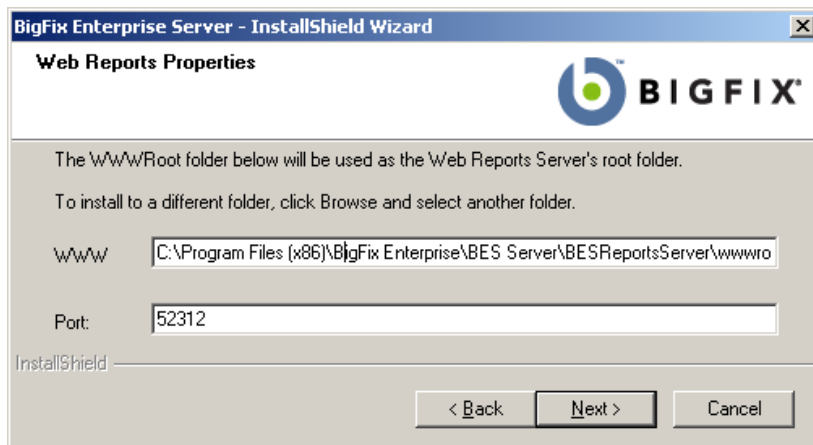 BigFix Enterprise Server - InstallShield Wizard
Web Reports Properties
BIGFIX®
The WWWRoot folder below will be used as the Web Reports Server's root folder.
To install to a different folder, click Browse and select another folder.
WWW
C:\Program Files (x86)\BigFix Enterprise\BES Server\BESReportsServer\wwwro
Port:
52312
InstallShield
< Back
Next >
Cancel